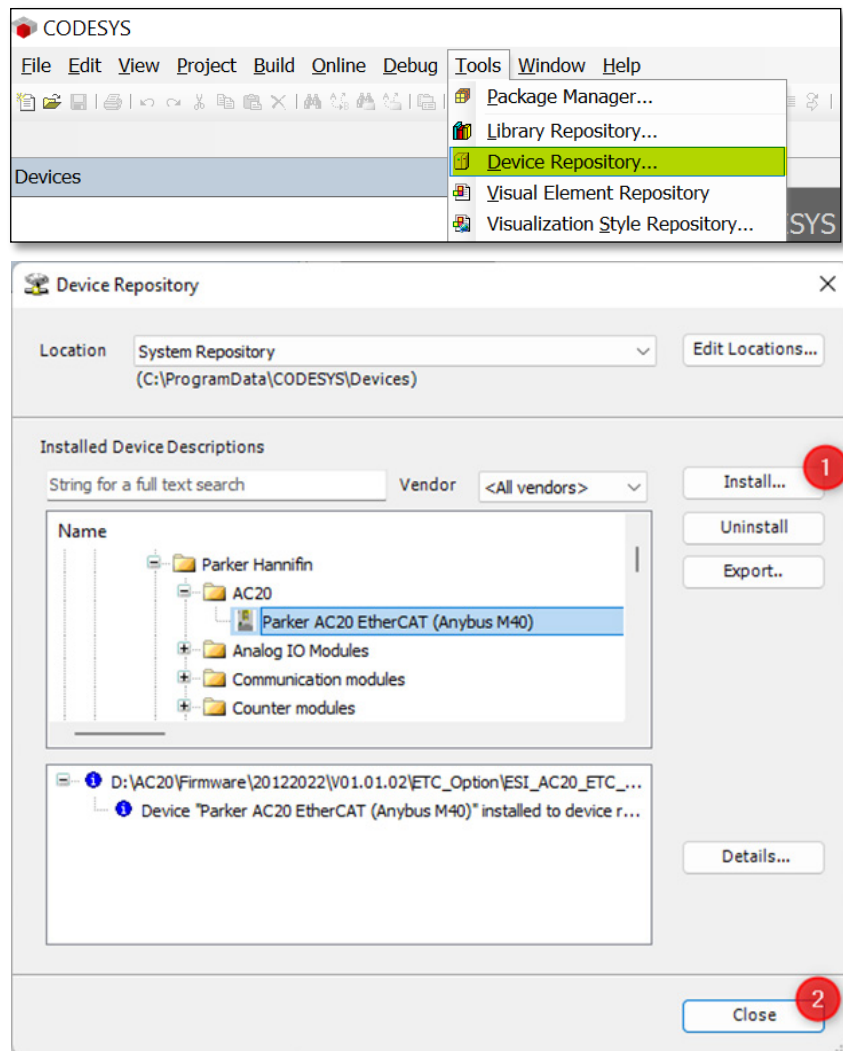 CODESYS
File Edit View Project Build Online Debug Tools Window Help
Package Manager...
Library Repository...
Devices
Device Repository...
Visual Element Repository
Visualization Style Repository...
SYS
Device Repository
Location System Repository Edit Locations...
(C:\ProgramData\CODESYS\Devices)
Installed Device Descriptions
String for a full text search Vendor <All vendors> Install... 1
Name Uninstall
Parker Hannifin Export..
AC20
Parker AC20 EtherCAT (Anybus M40)
Analog IO Modules
Communication modules
Counter modules
D:\AC20\Firmware\20122022\V01.01.02\ETC_Option\ESI_AC20_ETC_...
Device "Parker AC20 EtherCAT (Anybus M40)" installed to device r...
Details...
Close 2